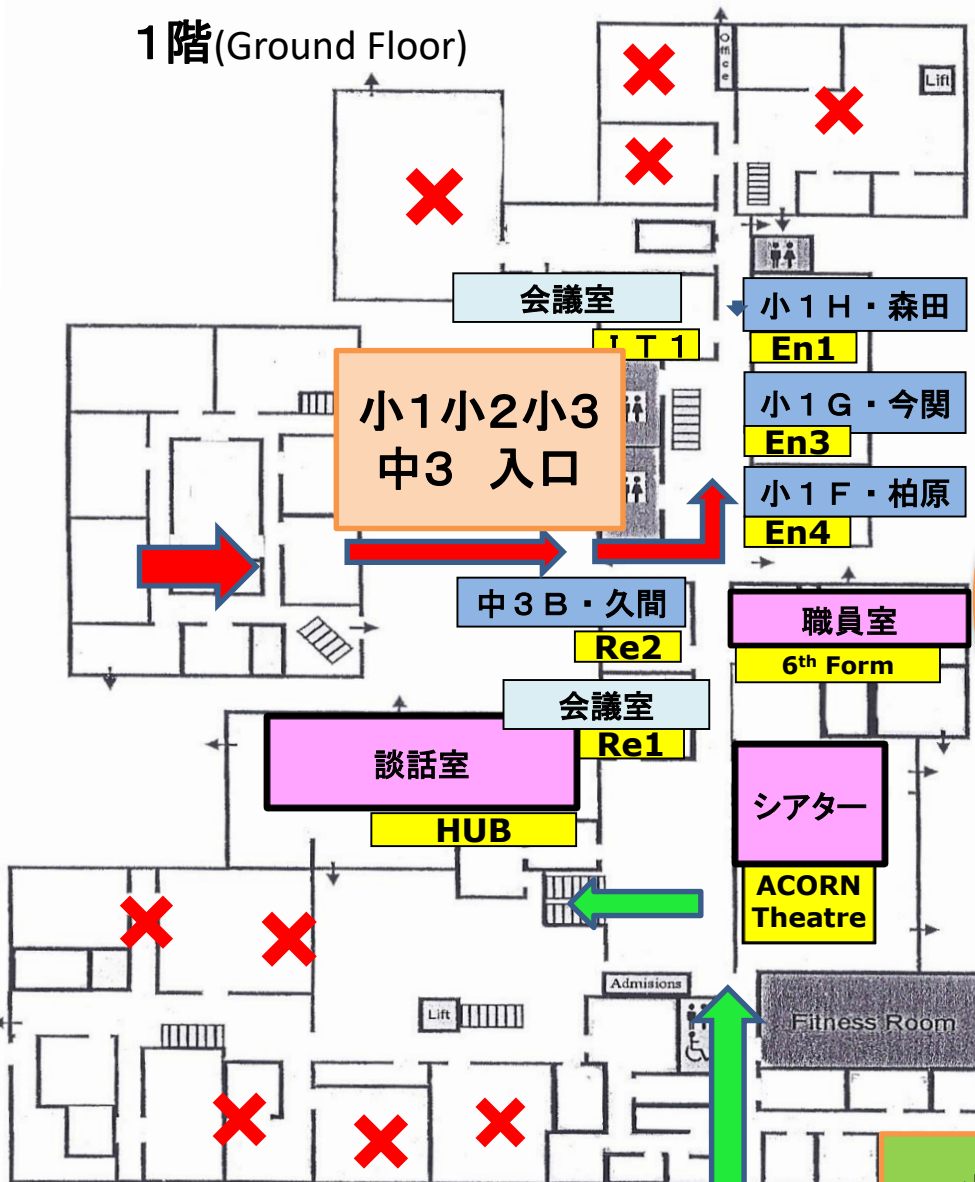 １階(Ground Floor)
Office
Lift
会議室
ＩＴ１
小１Ｈ・森田
En1
小１小２小３
中３ 入口
小１Ｇ・今関
En3
小１Ｆ・柏原
En4
中３Ｂ・久間
Re2
職員室
6th Form
会議室
Re1
談話室
HUB
シアター
ACORN
Theatre
Admisions
Lift
Fitness Room